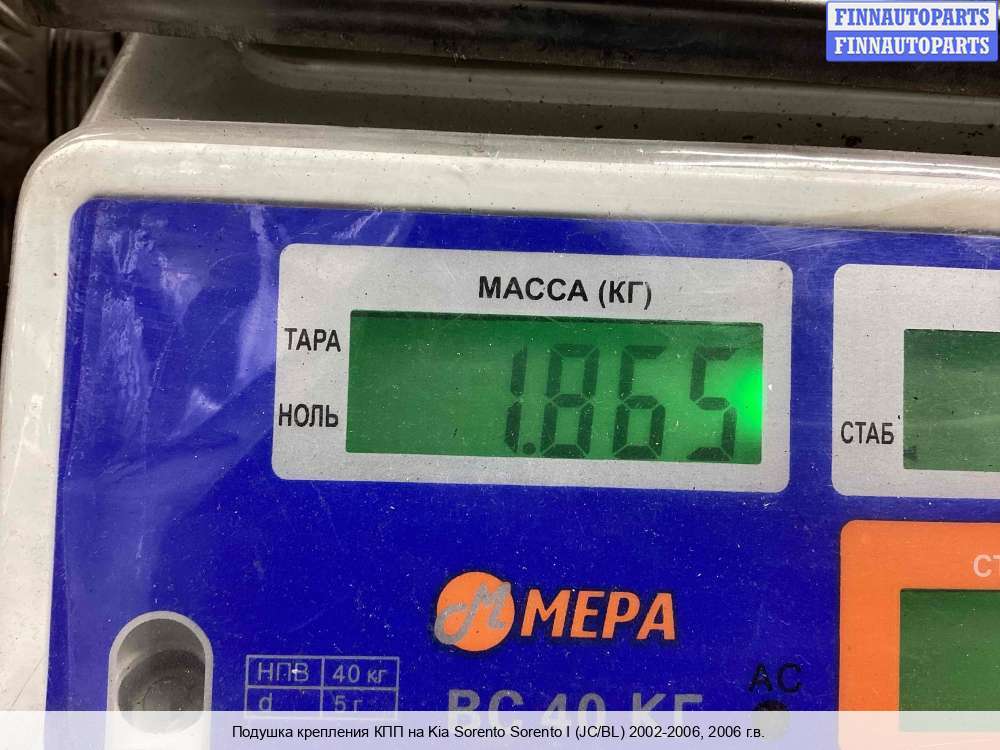 FINNAUTOPARTS
FINNAUTOPARTS
МАССА (КГ)
ТАРА
1.865
НОЛЬ
СТАБ
СТ
М МЕРА
НПВ 40 кг
АС
d 5 г
ВС 40 КГ
Подушка крепления КПП на Kia Sorento Sorento I (JC/BL) 2002-2006, 2006 г.в.